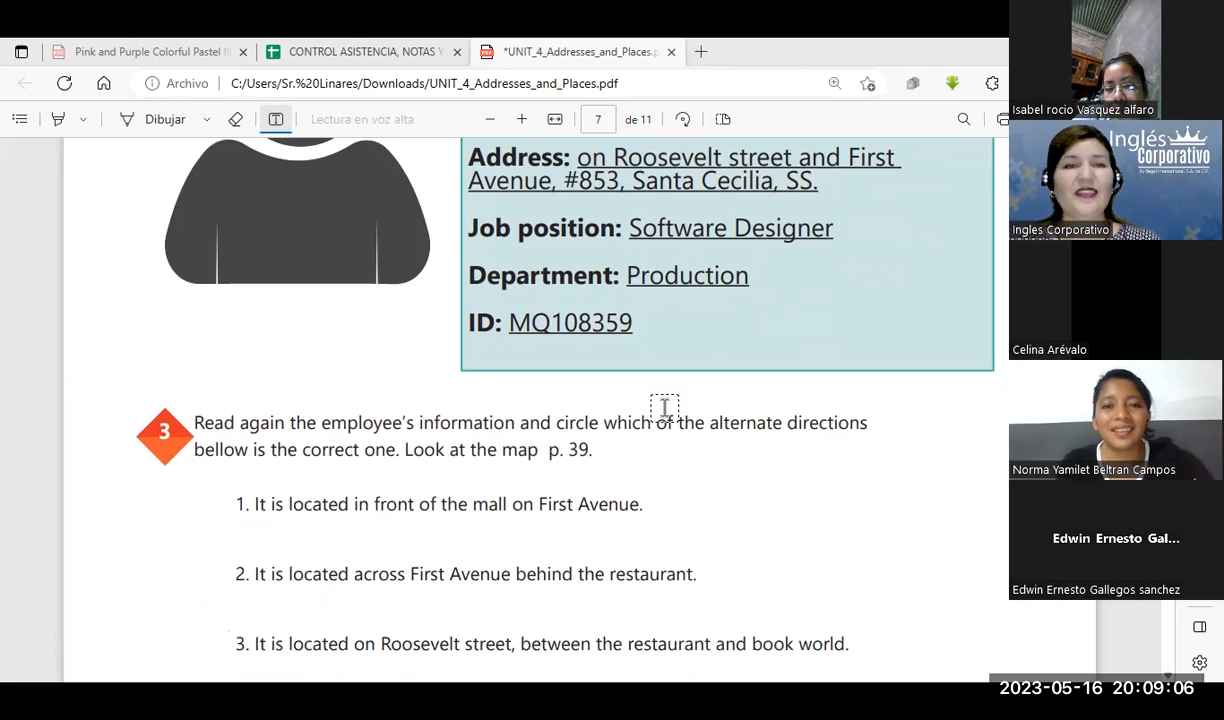 Pink and Purple Colorful Pastel Ill
CONTROL ASISTENCIA, NOTAS Y
*UNIT_4_Addresses_and_Places.p
Archivo
C:/Users/Sr.%20Linares/Downloads/UNIT_4_Addresses_and_Places.pdf
Dibujar
Lectura en voz alta
7
de 11
Address: on Roosevelt street and First
Avenue, #853, Santa Cecilia, SS.
Job position: Software Designer
Department: Production
ID: MQ108359
3
Read again the employee's information and circle which of the alternate directions
bellow is the correct one. Look at the map p. 39.
1. It is located in front of the mall on First Avenue.
2. It is located across First Avenue behind the restaurant.
3. It is located on Roosevelt street, between the restaurant and book world.
Isabel rocio Vasquez alfaro
Inglés
Corporativo
Ingles Corporativo
Celina Arévalo
Norma Yamilet Beltran Campos
Edwin Ernesto Gal...
Edwin Ernesto Gallegos sanchez
2023-05-16 20:09:06